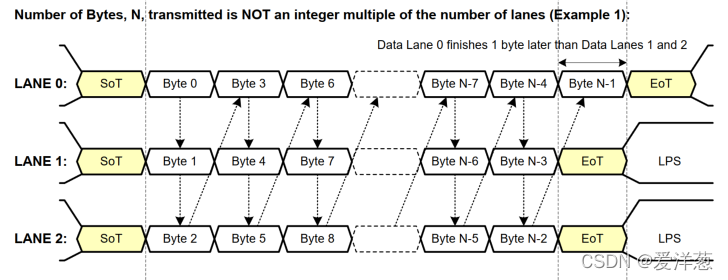 Number of Bytes, N, transmitted is NOT an integer multiple of the number of lanes (Example 1):
Data Lane 0 finishes 1 byte later than Data Lanes 1 and 2
LANE 0: SoT Byte 0 Byte 3 Byte 6 Byte N-7 Byte N-4 Byte N-1 EoT
LANE 1: SoT Byte 1 Byte 4 Byte 7 Byte N-6 Byte N-3 EoT LPS
LANE 2: SoT Byte 2 Byte 5 Byte 8 Byte N-5 Byte N-2 EoT LPS
CSDN @爱洋葱